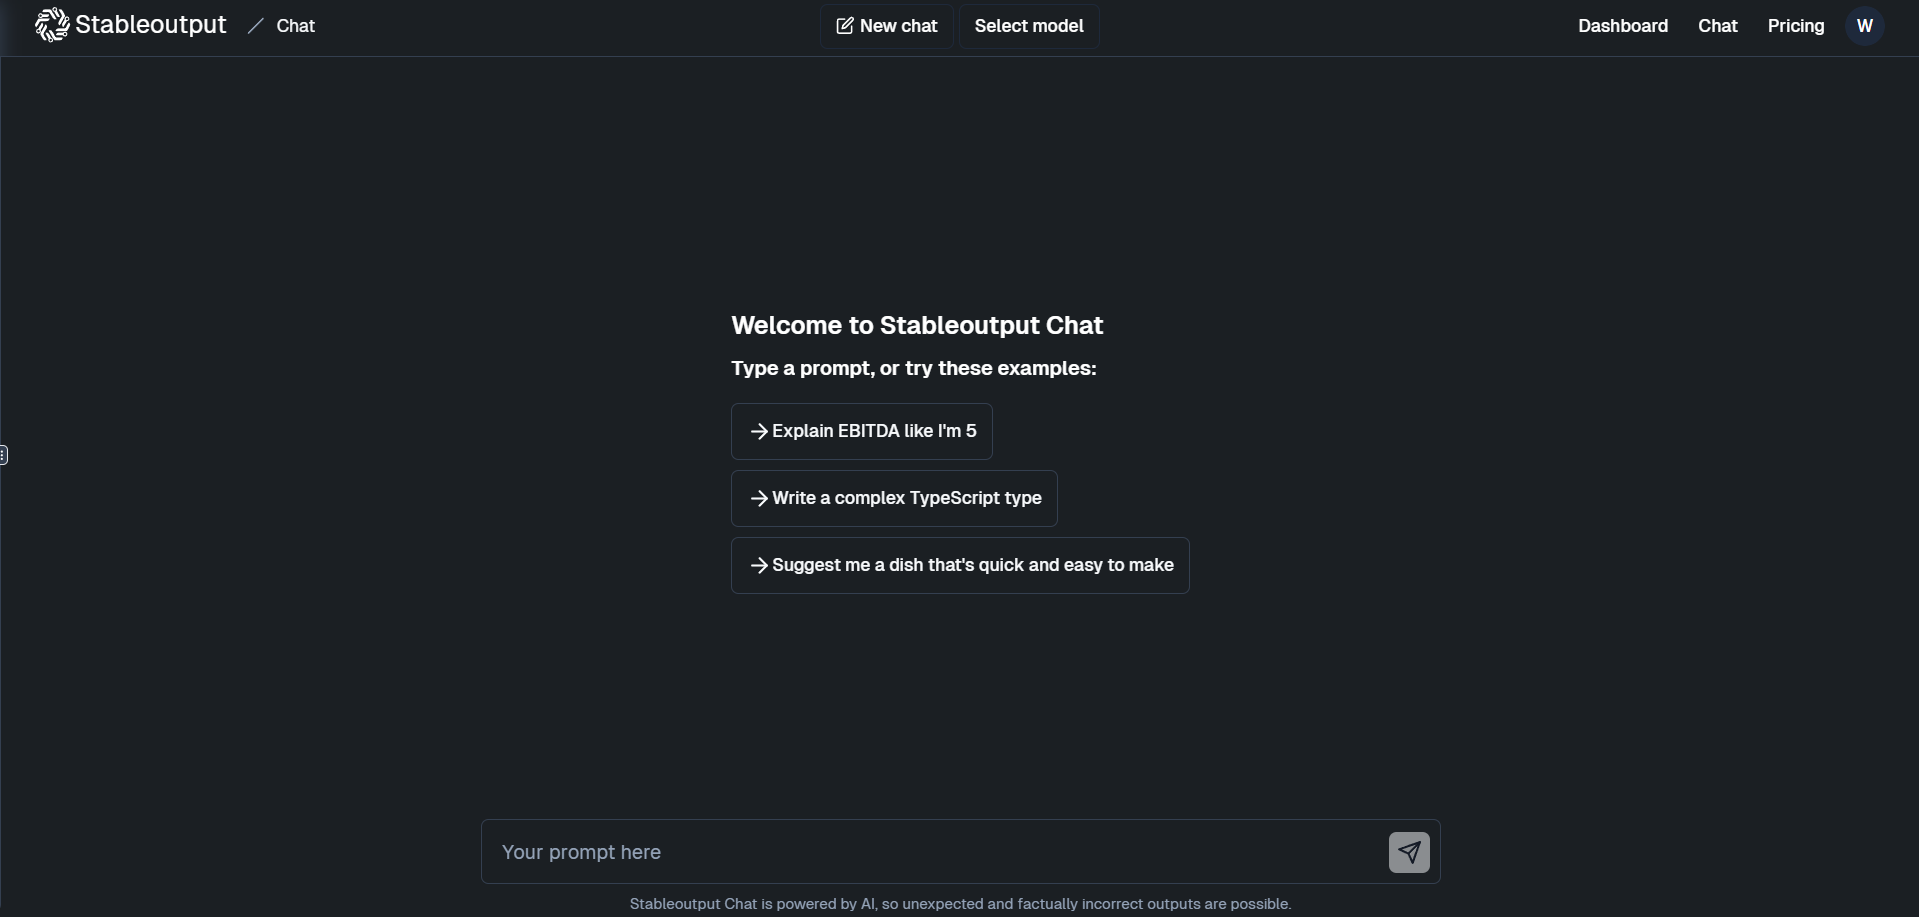 Stableoutput / Chat
New chat
Select model
Dashboard
Chat
Pricing
W
Welcome to Stableoutput Chat
Type a prompt, or try these examples:
Explain EBITDA like I'm 5
Write a complex TypeScript type
Suggest me a dish that's quick and easy to make
Your prompt here
Stableoutput Chat is powered by AI, so unexpected and factually incorrect outputs are possible.